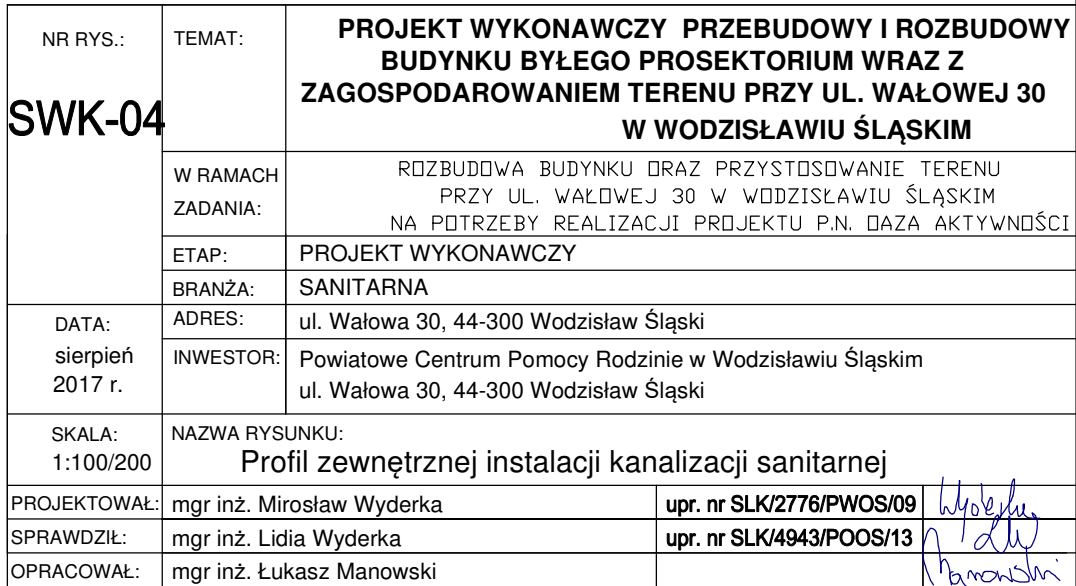 NR RYS.:
SWK-04
TEMAT:
PROJEKT WYKONAWCZY PRZEBUDOWY I ROZBUDOWY
BUDYNKU BYŁEGO PROSEKTORIUM WRAZ Z
ZAGOSPODAROWANIEM TERENU PRZY UL. WAŁOWEJ 30
W WODZISŁAWIU ŚLĄSKIM
W RAMACH
ZADANIA:
ROZBUDOWA BUDYNKU ORAZ PRZYSTOSOWANIE TERENU
PRZY UL. WAŁOWEJ 30 W WODZISŁAWIU ŚLĄSKIM
NA POTRZEBY REALIZACJI PROJEKTU P.N. OAZA AKTYWNOŚCI
ETAP: PROJEKT WYKONAWCZY
BRANŻA: SANITARNA
DATA:
sierpień
2017 r.
ADRES: ul. Wałowa 30, 44-300 Wodzisław Śląski
INWESTOR: Powiatowe Centrum Pomocy Rodzinie w Wodzisławiu Śląskim
ul. Wałowa 30, 44-300 Wodzisław Śląski
SKALA:
1:100/200
NAZWA RYSUNKU:
Profil zewnętrznej instalacji kanalizacji sanitarnej
PROJEKTOWAŁ: mgr inż. Mirosław Wyderka upr. nr SLK/2776/PWOS/09 Wyderka
SPRAWDZIŁ: mgr inż. Lidia Wyderka upr. nr SLK/4943/POOS/13
OPRACOWAŁ: mgr inż. Łukasz Manowski Manowski